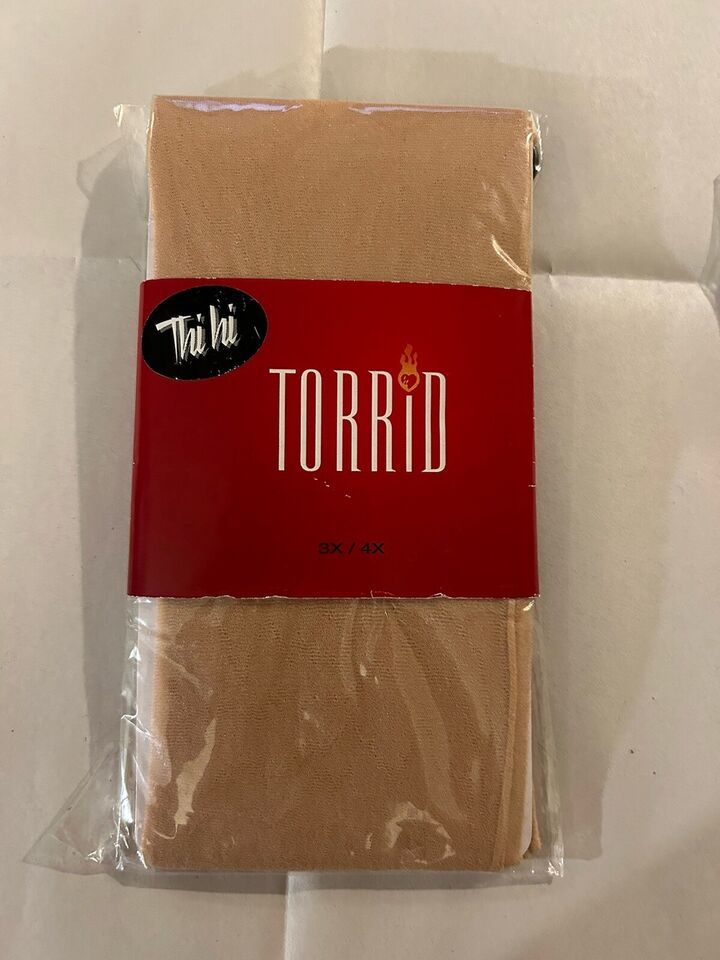 Thi hi
TORRiD
3X / 4X